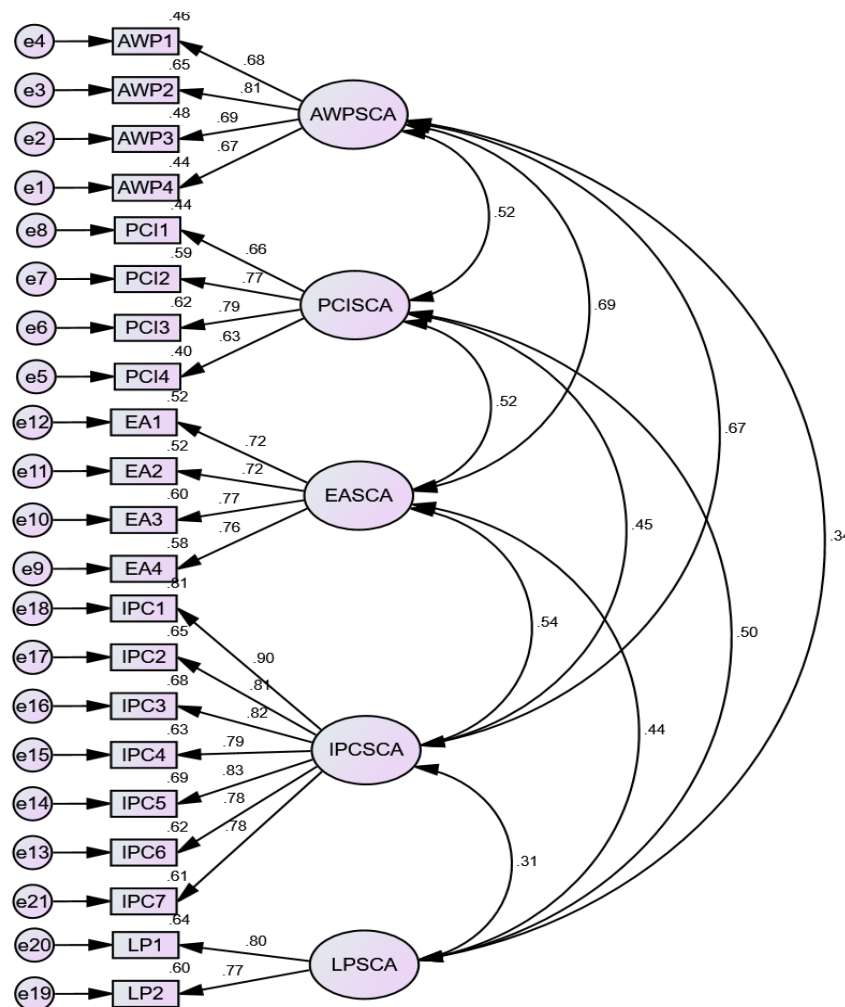 .46
e4 AWP1
.68
.65
e3 AWP2 .81
.48
e2 AWP3 .69 AWPSCA
.67
.44
e1 AWP4
.44
e8 PCI1 .52
.66
.59
e7 PCI2 .77
.62
e6 PCI3 .79 PCISCA .69
.63
.40
e5 PCI4
.52
e12 EA1 .52
.72
.52
e11 EA2 .72 .67
.60
e10 EA3 .77 EASCA
.76
.58 .45 .34
e9 EA4
.81
e18 IPC1 .54
.65 .50
e17 IPC2 .90
.81
.68
e16 IPC3 .82
.63 .44
e15 IPC4 .79 IPCSCA
.69 .83
e14 IPC5 .78
.62 .78
e13 IPC6 .31
.61
e21 IPC7
.64
e20 LP1 .80
.60 LPSCA
.77
e19 LP2